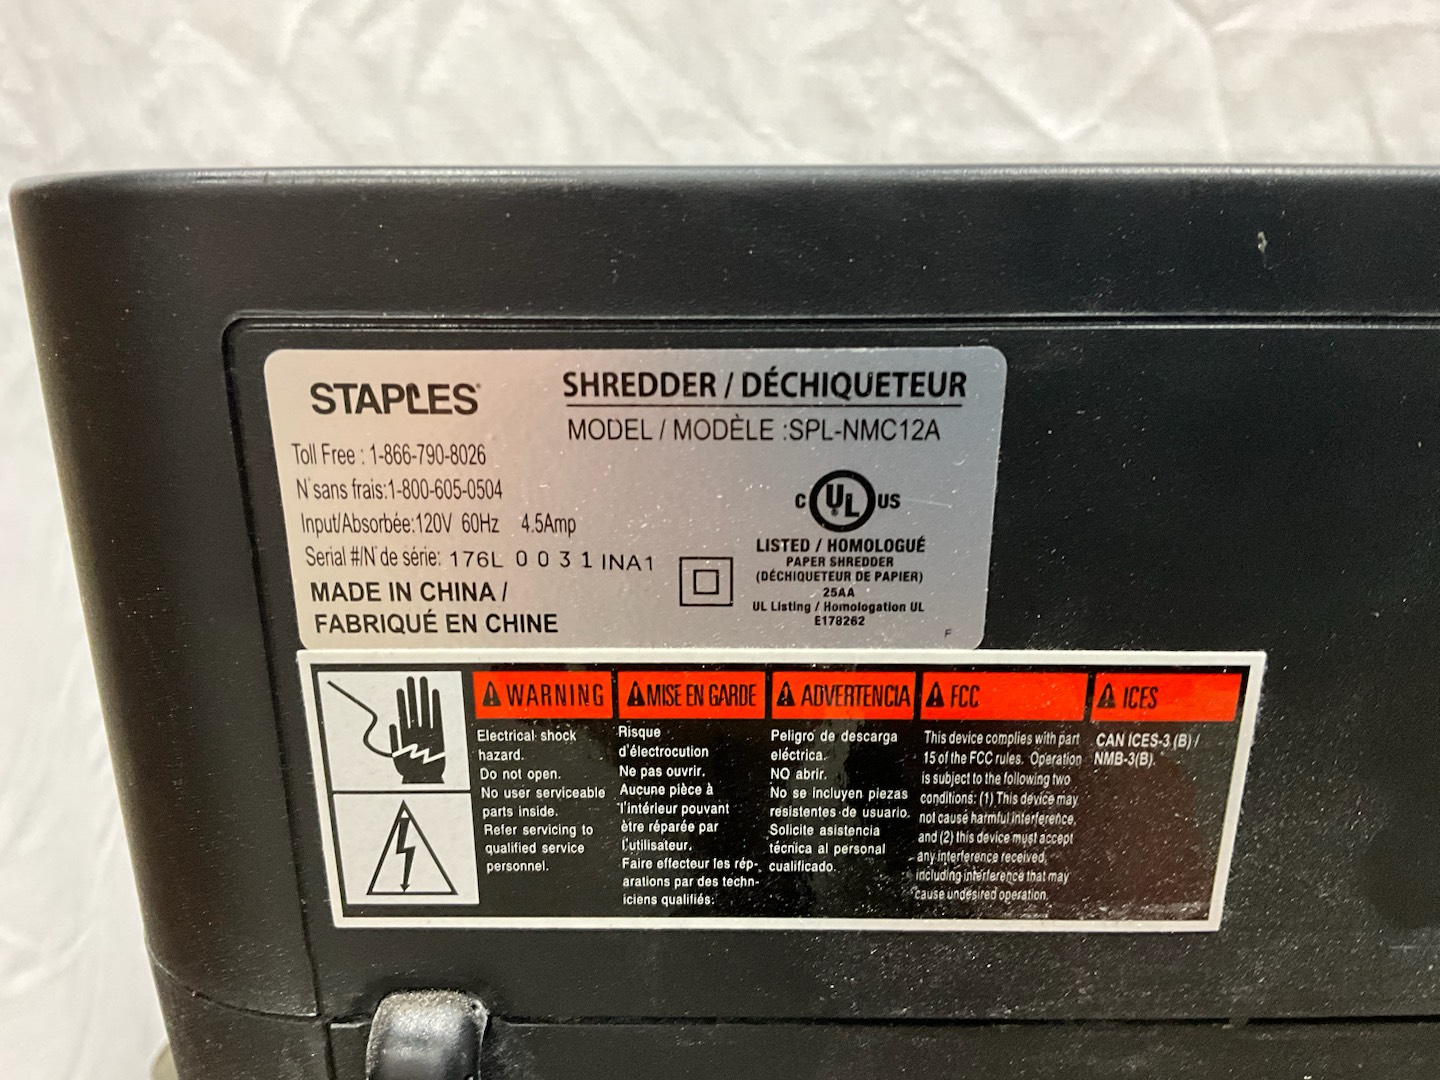 STAPLES
Toll Free : 1-866-790-8026
N° sans frais:1-800-605-0504
Input/Absorbée:120V 60Hz 4.5Amp
Serial #/N° de série: 176L 0 0 3 1 INA1
MADE IN CHINA /
FABRIQUÉ EN CHINE
SHREDDER / DÉCHIQUETEUR
MODEL / MODÈLE :SPL-NMC12A
C UL US
LISTED / HOMOLOGUÉ
PAPER SHREDDER
(DÉCHIQUETEUR DE PAPIER)
25AA
UL Listing / Homologation UL
E178262
F
WARNING
Electrical shock
hazard.
Do not open.
No user serviceable
parts inside.
Refer servicing to
qualified service
personnel.
MISE EN GARDE
Risque
d'électrocution
Ne pas ouvrir.
Aucune pièce à
l'intérieur pouvant
ètre réparée par
l'utilisateur.
Faire effecteur les rép-
arations par des techn-
iciens qualifiés.
ADVERTENCIA
Peligro de descarga
eléctrica.
NO abrir.
No se incluyen piezas
resistentes de usuario.
Solicite asistencia
técnica al personal
cualificado.
FCC
This device complies with part
15 of the FCC rules. Operation
is subject to the following two
conditions: (1) This device may
not cause harmful interference,
and (2) this device must accept
any interference received,
including interference that may
cause undesired operation.
ICES
CAN ICES-3 (B) /
NMB-3(B).